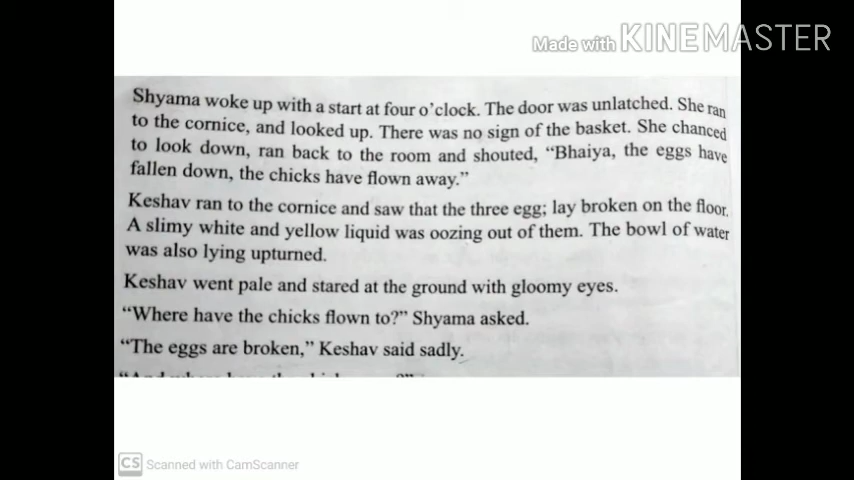 Made with KINEMASTER
Shyama woke up with a start at four o'clock. The door was unlatched. She ran
to the cornice, and looked up. There was no sign of the basket. She chanced
to look down, ran back to the room and shouted, “Bhaiya, the eggs have
fallen down, the chicks have flown away.”
Keshav ran to the cornice and saw that the three egg; lay broken on the floor.
A slimy white and yellow liquid was oozing out of them. The bowl of water
was also lying upturned.
Keshav went pale and stared at the ground with gloomy eyes.
“Where have the chicks flown to?” Shyama asked.
“The eggs are broken,” Keshav said sadly.
CS Scanned with CamScanner